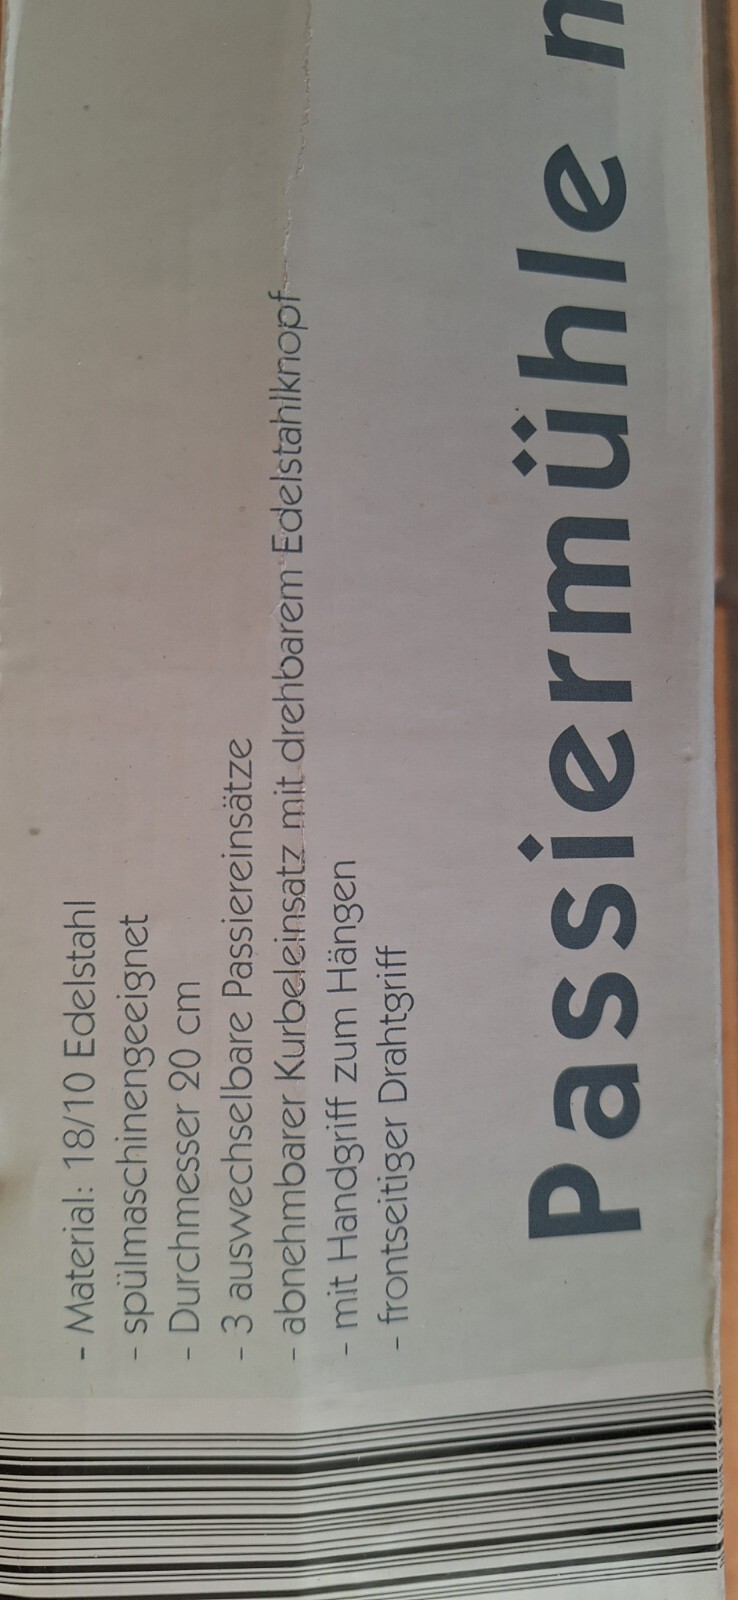 - Material: 18/10 Edelstahl
- spülmaschinengeeignet
- Durchmesser 20 cm
- 3 auswechselbare Passiereinsätze
- abnehmbarer Kurbeleinsatz mit drehbarem Edelstahlknopf
- mit Handgriff zum Hängen
- frontseitiger Drahtgriff
Passiermühle